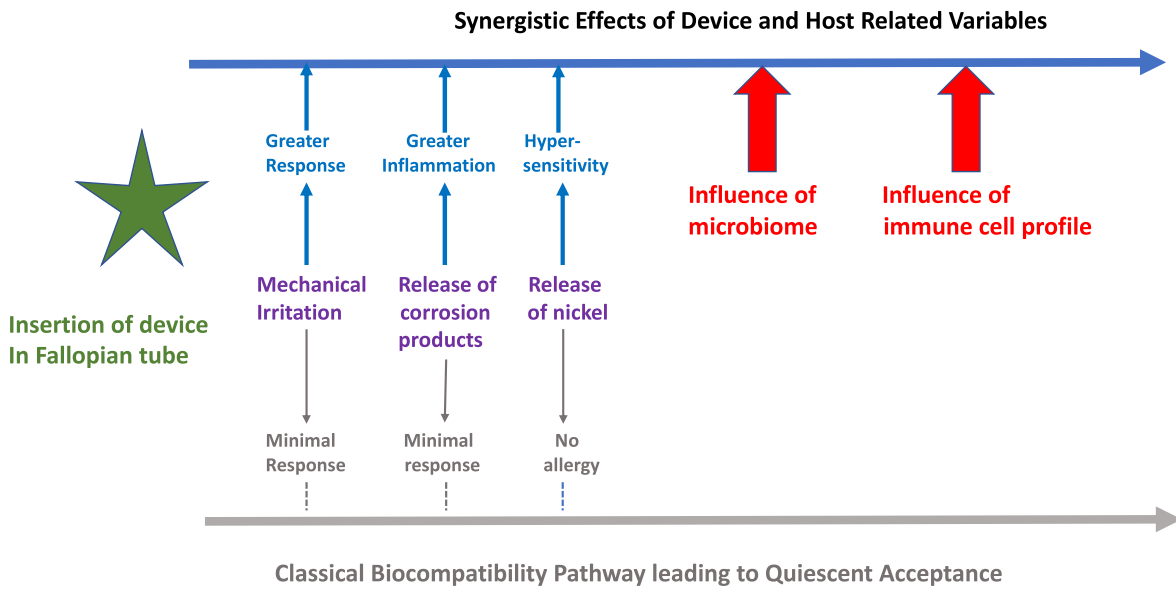 Synergistic Effects of Device and Host Related Variables
Greater
Response
Greater
Inflammation
Hyper-
sensitivity
Influence of
microbiome
Influence of
immune cell profile
Insertion of device
In Fallopian tube
Mechanical
Irritation
Release of
corrosion
products
Release
of nickel
Minimal
Response
Minimal
response
No
allergy
Classical Biocompatibility Pathway leading to Quiescent Acceptance